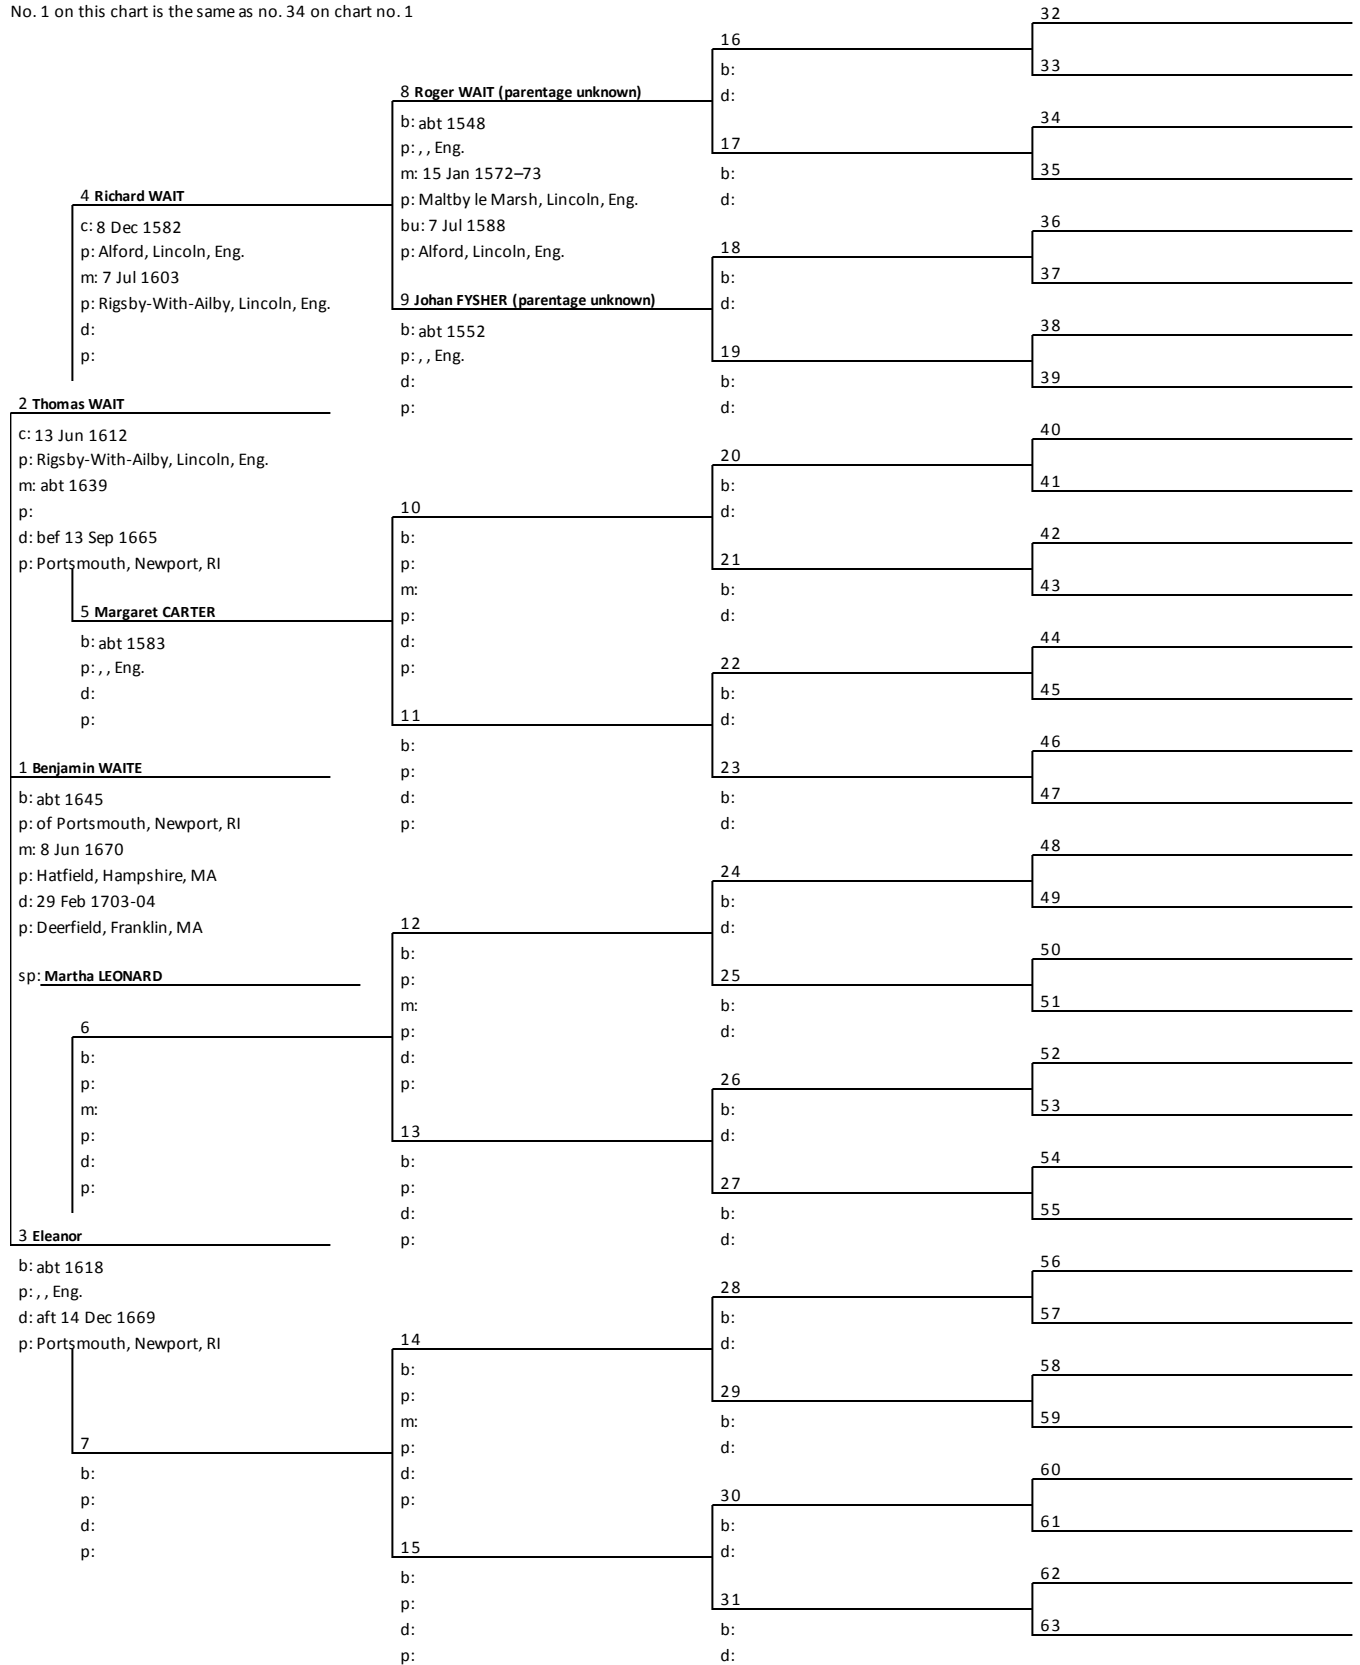 No. 1 on this chart is the same as no. 34 on chart no. 1
1 Benjamin WAITE
b: abt 1645
p: of Portsmouth, Newport, RI
m: 8 Jun 1670
p: Hatfield, Hampshire, MA
d: 29 Feb 1703-04
p: Deerfield, Franklin, MA
sp: Martha LEONARD
2 Thomas WAIT
c: 13 Jun 1612
p: Rigsby-With-Ailby, Lincoln, Eng.
m: abt 1639
p:
d: bef 13 Sep 1665
p: Portsmouth, Newport, RI
3 Eleanor
b: abt 1618
p: , , Eng.
d: aft 14 Dec 1669
p: Portsmouth, Newport, RI
4 Richard WAIT
c: 8 Dec 1582
p: Alford, Lincoln, Eng.
m: 7 Jul 1603
p: Rigsby-With-Ailby, Lincoln, Eng.
d:
p:
5 Margaret CARTER
b: abt 1583
p: , , Eng.
d:
p:
6
b:
p:
m:
p:
d:
p:
7
b:
p:
d:
p:
8 Roger WAIT (parentage unknown)
b: abt 1548
p: , , Eng.
m: 15 Jan 1572–73
p: Maltby le Marsh, Lincoln, Eng.
bu: 7 Jul 1588
p: Alford, Lincoln, Eng.
9 Johan FYSHER (parentage unknown)
b: abt 1552
p: , , Eng.
d:
p:
10
b:
p:
m:
p:
d:
p:
11
b:
p:
d:
p:
12
b:
p:
m:
p:
d:
p:
13
b:
p:
d:
p:
14
b:
p:
m:
p:
d:
p:
15
b:
p:
d:
p:
16
b:
d:
17
b:
d:
18
b:
d:
19
b:
d:
20
b:
d:
21
b:
d:
22
b:
d:
23
b:
d:
24
b:
d:
25
b:
d:
26
b:
d:
27
b:
d:
28
b:
d:
29
b:
d:
30
b:
d:
31
b:
d:
32
33
34
35
36
37
38
39
40
41
42
43
44
45
46
47
48
49
50
51
52
53
54
55
56
57
58
59
60
61
62
63